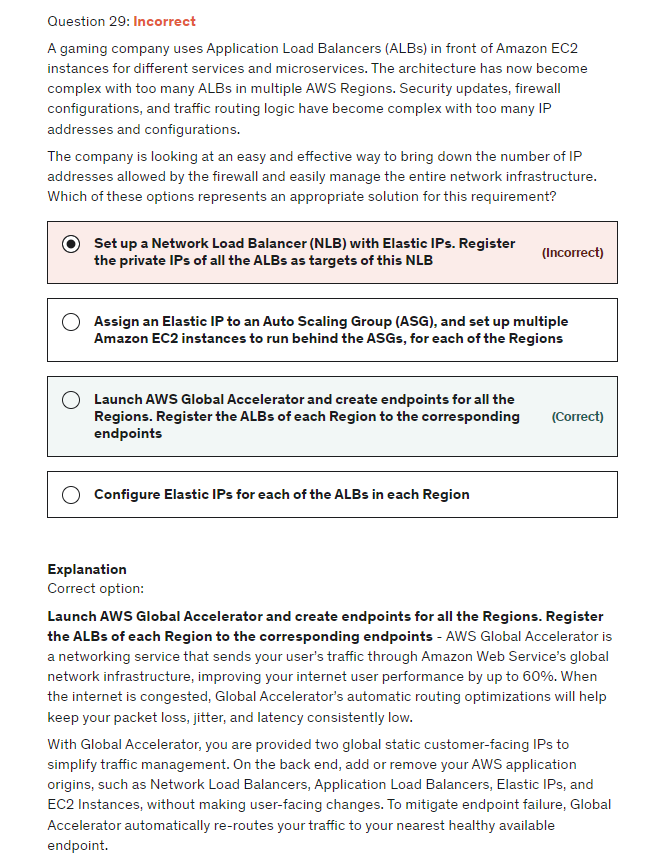 Question 29: Incorrect
A gaming company uses Application Load Balancers (ALBs) in front of Amazon EC2
instances for different services and microservices. The architecture has now become
complex with too many ALBs in multiple AWS Regions. Security updates, firewall
configurations, and traffic routing logic have become complex with too many IP
addresses and configurations.
The company is looking at an easy and effective way to bring down the number of IP
addresses allowed by the firewall and easily manage the entire network infrastructure.
Which of these options represents an appropriate solution for this requirement?
Set up a Network Load Balancer (NLB) with Elastic IPs. Register
the private IPs of all the ALBs as targets of this NLB
(Incorrect)
Assign an Elastic IP to an Auto Scaling Group (ASG), and set up multiple
Amazon EC2 instances to run behind the ASGs, for each of the Regions
Launch AWS Global Accelerator and create endpoints for all the
Regions. Register the ALBs of each Region to the corresponding
endpoints
(Correct)
Configure Elastic IPs for each of the ALBs in each Region
Explanation
Correct option:
Launch AWS Global Accelerator and create endpoints for all the Regions. Register
the ALBs of each Region to the corresponding endpoints - AWS Global Accelerator is
a networking service that sends your user's traffic through Amazon Web Service's global
network infrastructure, improving your internet user performance by up to 60%. When
the internet is congested, Global Accelerator's automatic routing optimizations will help
keep your packet loss, jitter, and latency consistently low.
With Global Accelerator, you are provided two global static customer-facing IPs to
simplify traffic management. On the back end, add or remove your AWS application
origins, such as Network Load Balancers, Application Load Balancers, Elastic IPs, and
EC2 Instances, without making user-facing changes. To mitigate endpoint failure, Global
Accelerator automatically re-routes your traffic to your nearest healthy available
endpoint.